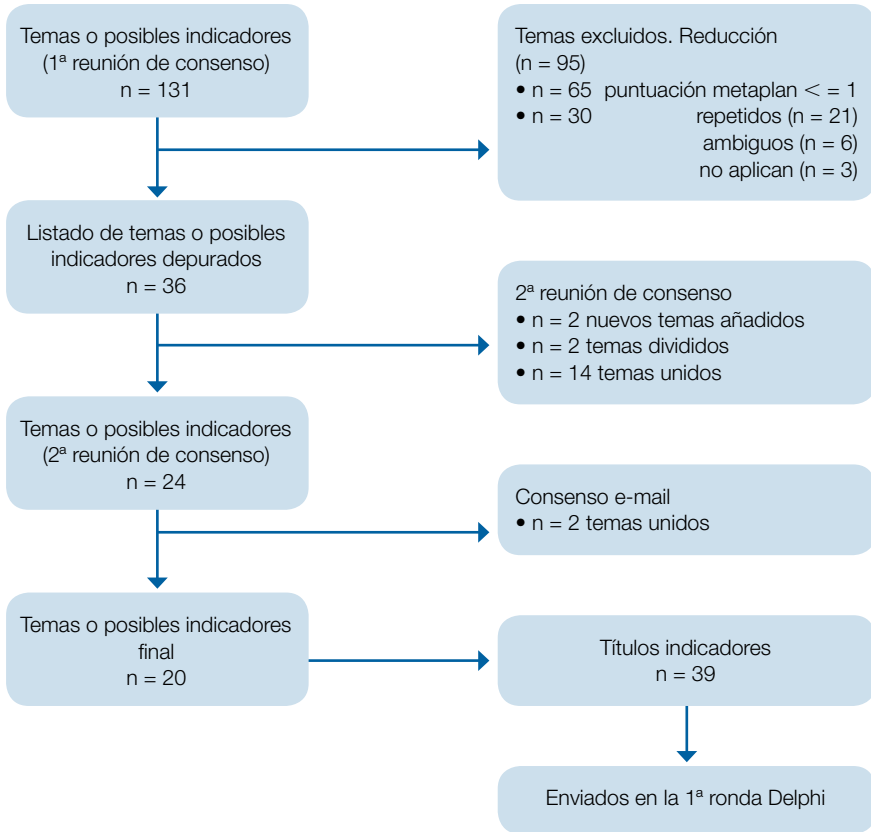 Temas o posibles indicadores
(1ª reunión de consenso)
n = 131
Temas excluidos. Reducción
(n = 95)
• n = 65 puntuación metaplan < = 1
• n = 30 repetidos (n = 21)
ambiguos (n = 6)
no aplican (n = 3)
Listado de temas o posibles
indicadores depurados
n = 36
2ª reunión de consenso
• n = 2 nuevos temas añadidos
• n = 2 temas divididos
• n = 14 temas unidos
Temas o posibles indicadores
(2ª reunión de consenso)
n = 24
Consenso e-mail
• n = 2 temas unidos
Temas o posibles indicadores
final
n = 20
Títulos indicadores
n = 39
Enviados en la 1ª ronda Delphi